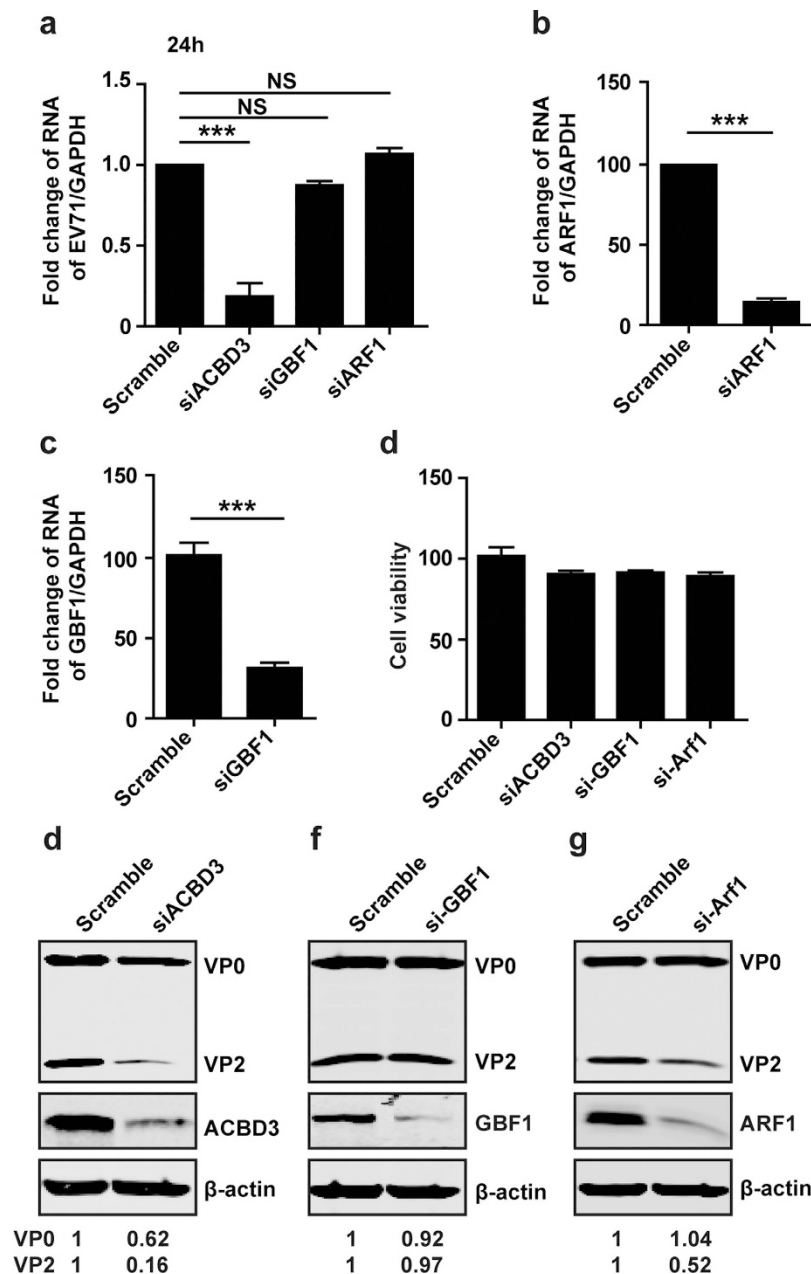 a
24h
Fold change of RNA
of EV71/GAPDH
1.5
1.0
0.5
0
NS
NS
***
Scramble
siACBD3
siGBF1
siARF1
b
Fold change of RNA
of ARF1/GAPDH
150
100
50
0
***
Scramble
siARF1
c
Fold change of RNA
of GBF1/GAPDH
150
100
50
0
***
Scramble
siGBF1
d
Cell viability
150
100
50
0
Scramble
siACBD3
si-GBF1
si-Arf1
d
Scramble
siACBD3
VP0
VP2
ACBD3
β-actin
VP0 1 0.62
VP2 1 0.16
f
Scramble
si-GBF1
VP0
VP2
GBF1
β-actin
1 0.92
1 0.97
g
Scramble
si-Arf1
VP0
VP2
ARF1
β-actin
1 1.04
1 0.52